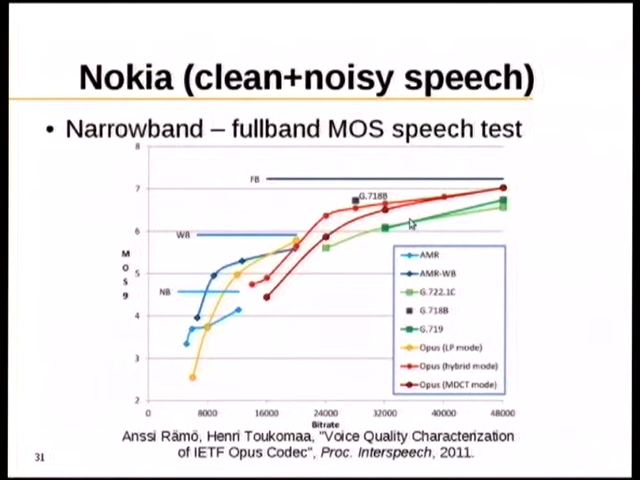 Nokia (clean+noisy speech)
• Narrowband – fullband MOS speech test
8
7
6
5
4
3
2
FB
G.718B
WB
NB
M
O
S
9
AMR
AMR-WB
G.722.1C
G.718B
G.719
Opus (LP mode)
Opus (hybrid mode)
Opus (MDCT mode)
0 8000 16000 24000 32000 40000 48000
Bitrate
Anssi Rämö, Henri Toukomaa, "Voice Quality Characterization
of IETF Opus Codec", Proc. Interspeech, 2011.
31